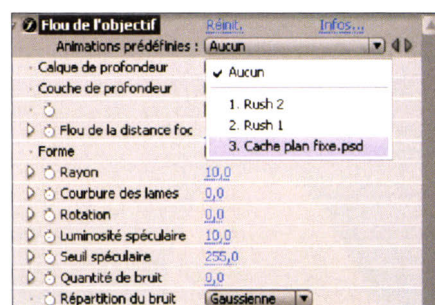 Flou de l'objectif Réinit. Infos...
Animations prédéfinies : Aucun
Calque de profondeur
✓ Aucun
Couche de profondeur
1. Rush 2
Flou de la distance foc
2. Rush 1
Forme
3. Cache plan fixe.psd
Rayon 10,0
Courbure des lames 0,0
Rotation 0,0
Luminosité spéculaire 10,0
Seuil spéculaire 255,0
Quantité de bruit 0,0
Répartition du bruit Gaussienne